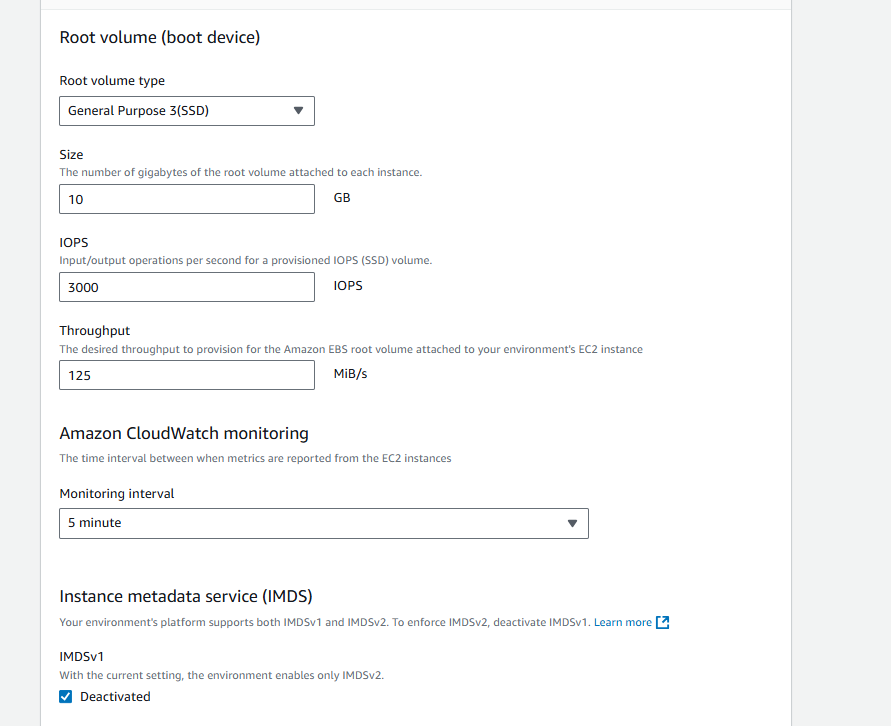 Root volume (boot device)
Root volume type
General Purpose 3(SSD)
Size
The number of gigabytes of the root volume attached to each instance.
10 GB
IOPS
Input/output operations per second for a provisioned IOPS (SSD) volume.
3000 IOPS
Throughput
The desired throughput to provision for the Amazon EBS root volume attached to your environment's EC2 instance
125 MiB/s
Amazon CloudWatch monitoring
The time interval between when metrics are reported from the EC2 instances
Monitoring interval
5 minute
Instance metadata service (IMDS)
Your environment's platform supports both IMDSv1 and IMDSv2. To enforce IMDSv2, deactivate IMDSv1. Learn more
IMDSv1
With the current setting, the environment enables only IMDSv2.
Deactivated